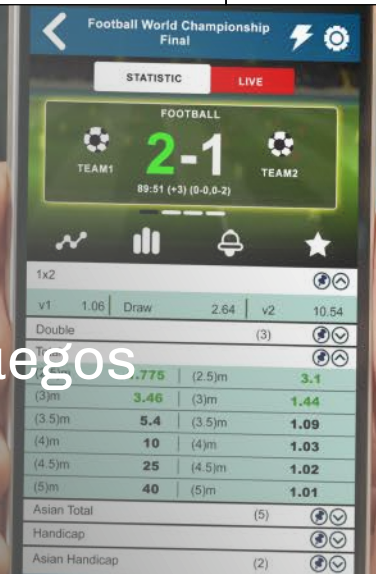 Football World Championship
Final
STATISTIC LIVE
FOOTBALL
2-1
TEAM1 TEAM2
89:51 (+3) (0-0,0-2)
1x2
v1 1.06 Draw 2.64 v2 10.54
Double (3)
uegos
.775 (2.5)m 3.1
(3)m 3.46 (3)m 1.44
(3.5)m 5.4 (3.5)m 1.09
(4)m 10 (4)m 1.03
(4.5)m 25 (4.5)m 1.02
(5)m 40 (5)m 1.01
Asian Total (5)
Handicap
Asian Handicap (2)